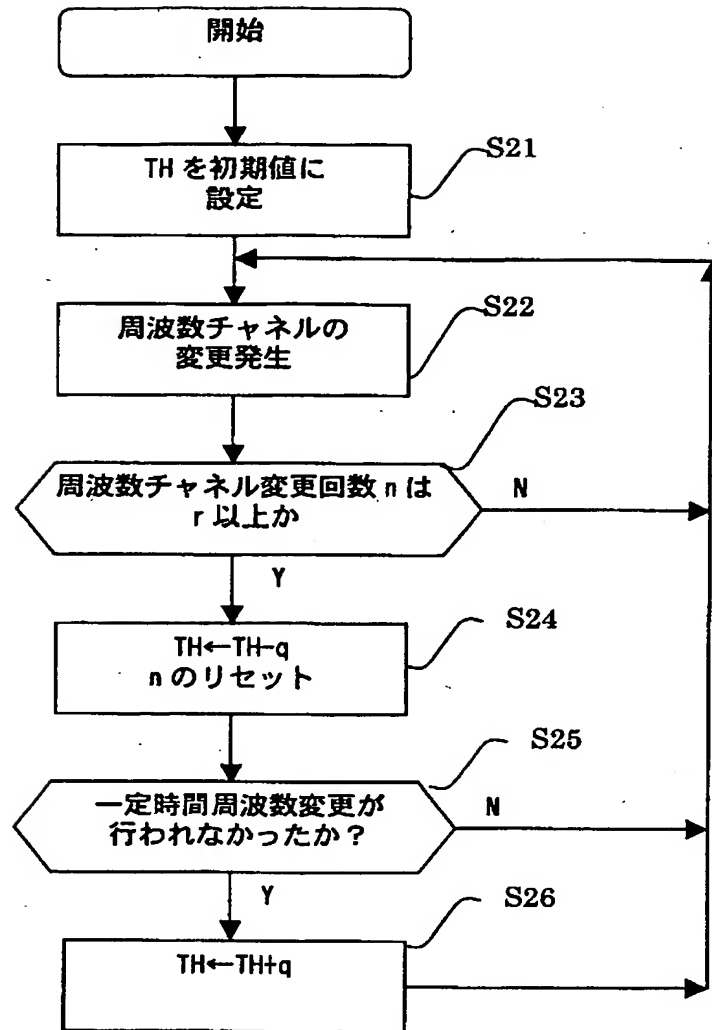 開始
S21
THを初期値に
設定
S22
周波数チャネルの
変更発生
S23
周波数チャネル変更回数nは
r以上か
N
Y
S24
TH←TH-q
nのリセット
S25
一定時間周波数変更が
行われなかったか？
N
Y
S26
TH←TH+q